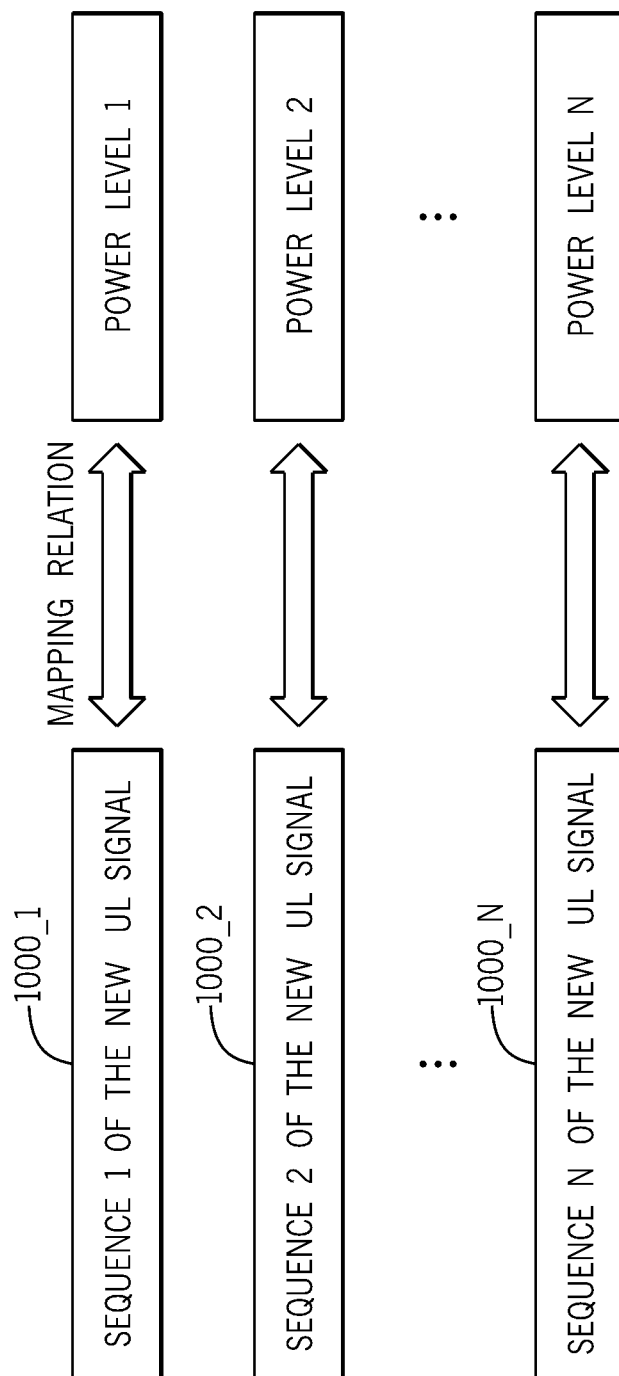 MAPPING RELATION
1000_1
SEQUENCE 1 OF THE NEW UL SIGNAL
POWER LEVEL 1
1000_2
SEQUENCE 2 OF THE NEW UL SIGNAL
POWER LEVEL 2
...
...
1000_N
SEQUENCE N OF THE NEW UL SIGNAL
POWER LEVEL N